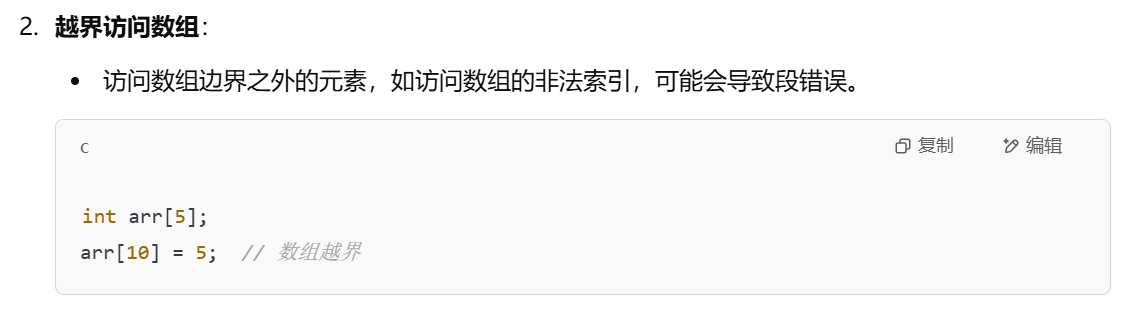 2. 越界访问数组：
• 访问数组边界之外的元素，如访问数组的非法索引，可能会导致段错误。
c 复制 编辑
int arr[5];
arr[10] = 5;  // 数组越界